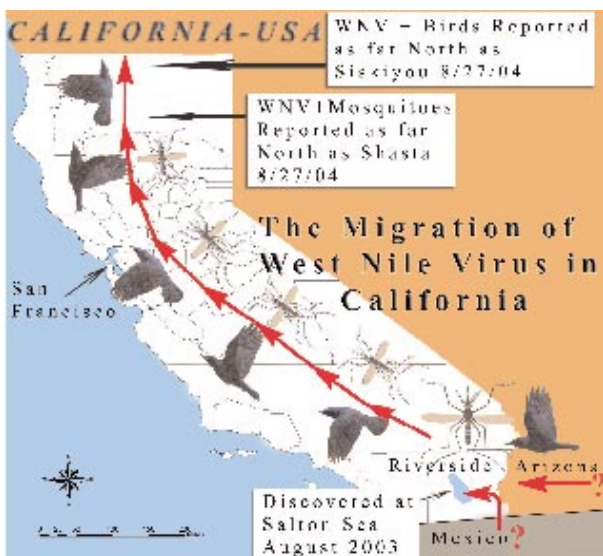 CALIFORNIA-USA
WNV – Birds Reported
as far North as
Siskiyou 8/27/04
WNV+Mosquitoes
Reported as far
North as Shasta
8/27/04
The Migration of
West Nile Virus in
California
San
Francisco
Riverside
Arizona
?
Discovered at
Salton Sea
August 2003
Mexico?